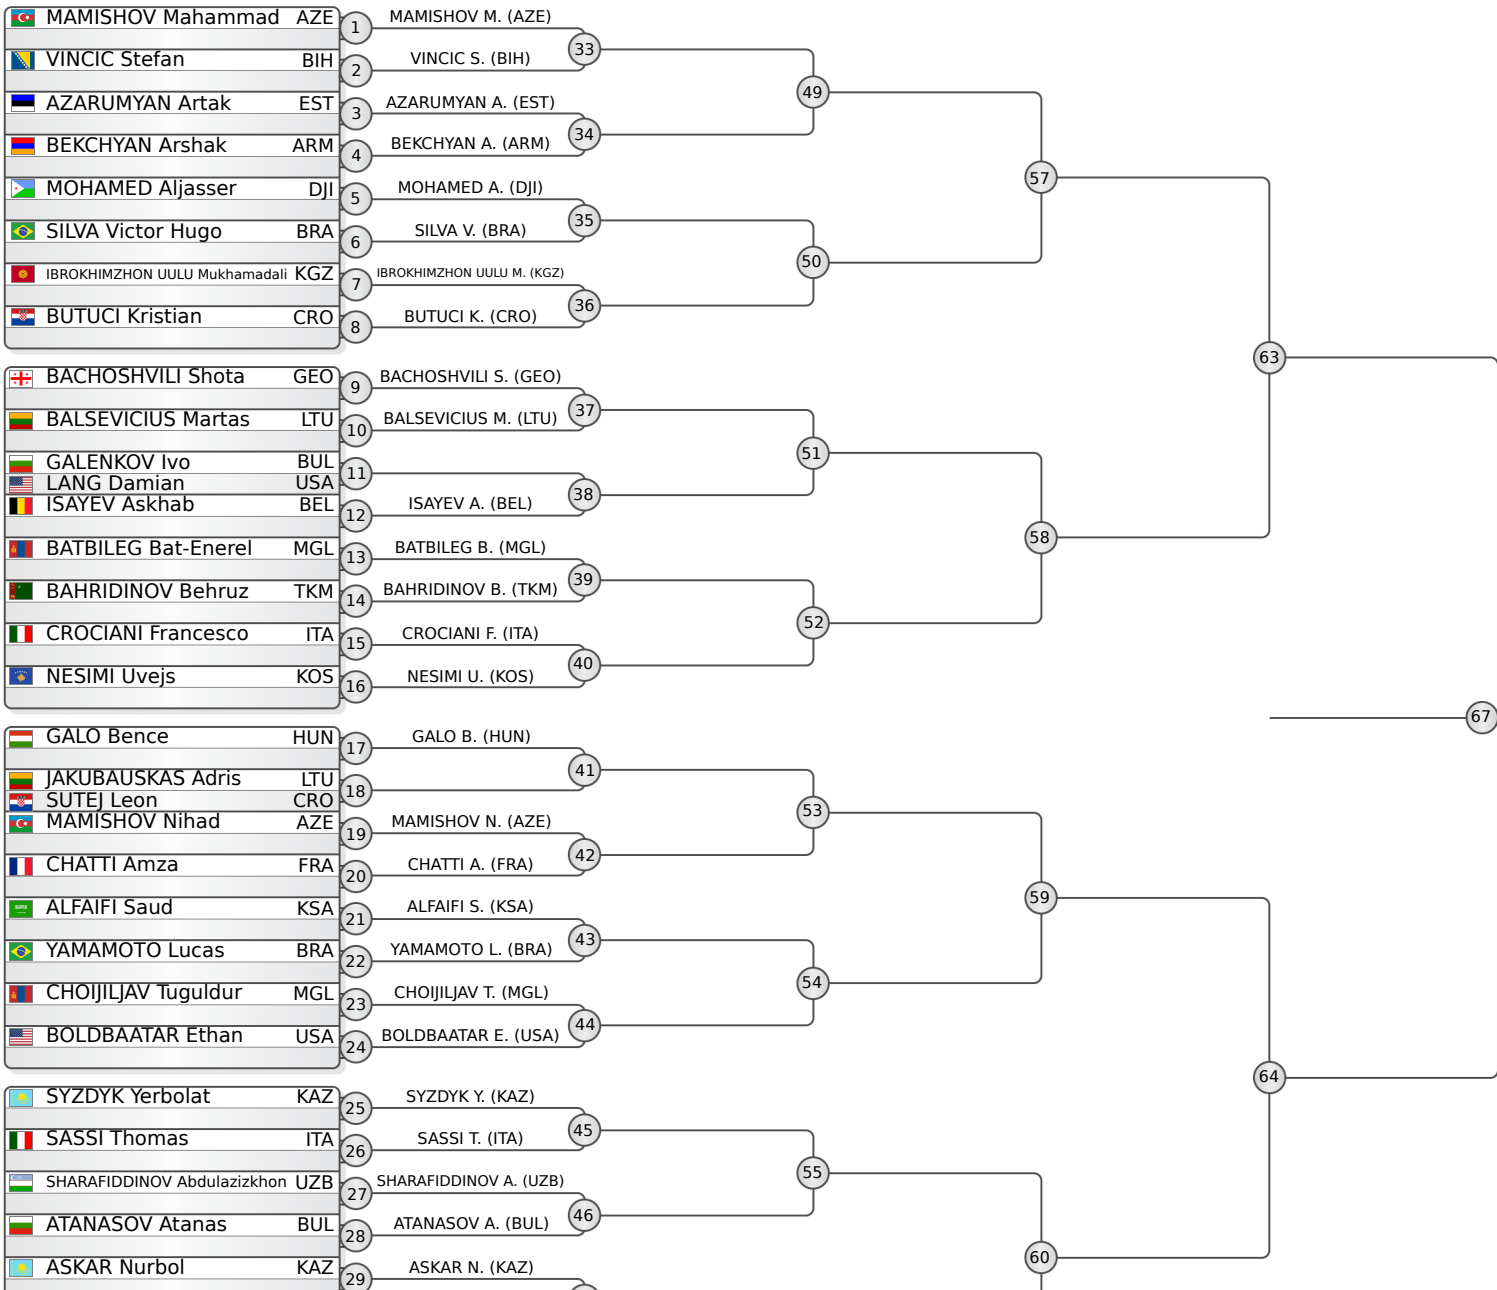 MAMISHOV Mahammad AZE 1 MAMISHOV M. (AZE)
33
VINCIC Stefan BIH 2 VINCIC S. (BIH)
49
AZARUMYAN Artak EST 3 AZARUMYAN A. (EST)
34
BEKCHYAN Arshak ARM 4 BEKCHYAN A. (ARM)
57
MOHAMED Aljasser DJI 5 MOHAMED A. (DJI)
35
SILVA Victor Hugo BRA 6 SILVA V. (BRA)
50
IBROKHIMZHON UULU Mukhamadali KGZ 7 IBROKHIMZHON UULU M. (KGZ)
36
BUTUCI Kristian CRO 8 BUTUCI K. (CRO)
63
BACHOSHVILI Shota GEO 9 BACHOSHVILI S. (GEO)
37
BALSEVICIUS Martas LTU 10 BALSEVICIUS M. (LTU)
51
GALENKOV Ivo BUL 11
LANG Damian USA
38
ISAYEV Askhab BEL 12 ISAYEV A. (BEL)
58
BATBILEG Bat-Enerel MGL 13 BATBILEG B. (MGL)
39
BAHRIDINOV Behruz TKM 14 BAHRIDINOV B. (TKM)
52
CROCIANI Francesco ITA 15 CROCIANI F. (ITA)
40
NESIMI Uvejs KOS 16 NESIMI U. (KOS)
67
GALO Bence HUN 17 GALO B. (HUN)
41
JAKUBAUSKAS Adris LTU 18
SUTEJ Leon CRO
53
MAMISHOV Nihad AZE 19 MAMISHOV N. (AZE)
42
CHATTI Amza FRA 20 CHATTI A. (FRA)
59
ALFAIFI Saud KSA 21 ALFAIFI S. (KSA)
43
YAMAMOTO Lucas BRA 22 YAMAMOTO L. (BRA)
54
CHOIJILJAV Tuguldur MGL 23 CHOIJILJAV T. (MGL)
44
BOLDBAATAR Ethan USA 24 BOLDBAATAR E. (USA)
64
SYZDYK Yerbolat KAZ 25 SYZDYK Y. (KAZ)
45
SASSI Thomas ITA 26 SASSI T. (ITA)
55
SHARAFIDDINOV Abdulazizkhon UZB 27 SHARAFIDDINOV A. (UZB)
46
ATANASOV Atanas BUL 28 ATANASOV A. (BUL)
60
ASKAR Nurbol KAZ 29 ASKAR N. (KAZ)